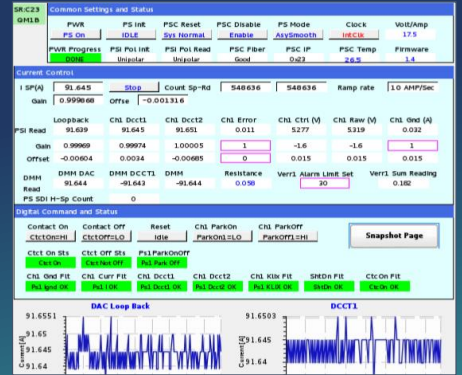 SR:C23
GM1B
Common Settings and Status
PWR PS Init PSC Reset PSC Disable PS Mode Clock Volt/Amp
PS On IDLE Sys Normal Enable AsySmooth IntClk 17.5
PWR Progress PSI Pol Init PSI Pol Read PSC Fiber PSC IP PSC Temp Firmware
DONE Unipolar Unipolar Good Ox23 26.5 1.4
Current Control
I SP(A) 91.645 Stop Count Sp-Rd 548636 548636 Ramp rate 10 AMP/Sec
Gain 0.999868 Offse -0.001316
Loopback Ch1 Dcct1 Ch1 Dcct2 Ch1 Error Ch1 Ctrl (V) Ch1 Raw (V) Ch1 Gnd (A)
PSI Read 91.639 91.645 91.651 0.011 5.277 5.319 0.032
Gain 0.99969 0.99974 1.00005 1 -1.6 -1.6 1
Offset -0.00604 0.0034 -0.00685 0 0.015 0.015 0.015
DMM DAC DMM DCCT1 DMM Resistance Verr1 Alarm Limit Set Verr1 Sum Reading
DMM Read 91.644 -91.643 -91.644 0.058 30 0.182
PS SDI H-Sp Count 0
Digital Command and Status
Contact On Contact Off Reset Ch1 ParkOn Ch1 ParkOff
CtctOn=HI CtctOff=LO Idle ParkOn1=LO ParkOff1=HI Snapshot Page
Ctct On Sts Ctct Off Sts Ps1ParkOnOff
Ctct On Ctct Not Off Ps1 Park Off
Ch1 Gnd Flt Ch1 Curr Flt Ch1 Dcct1 Ch1 Dcct2 Ch1 Klix Flt ShtDn Flt CtcOn Flt
Ps1 Ignd OK Ps1 I OK Ps1 Dcct1 OK Ps1 Dcct2 OK Ps1 KLIX OK ShtDn OK CtcOn OK
DAC Loop Back DCCT1
91.6551 91.6503
91.65
91.645 91.645
91.64 91.64
Current[A] Current[A]